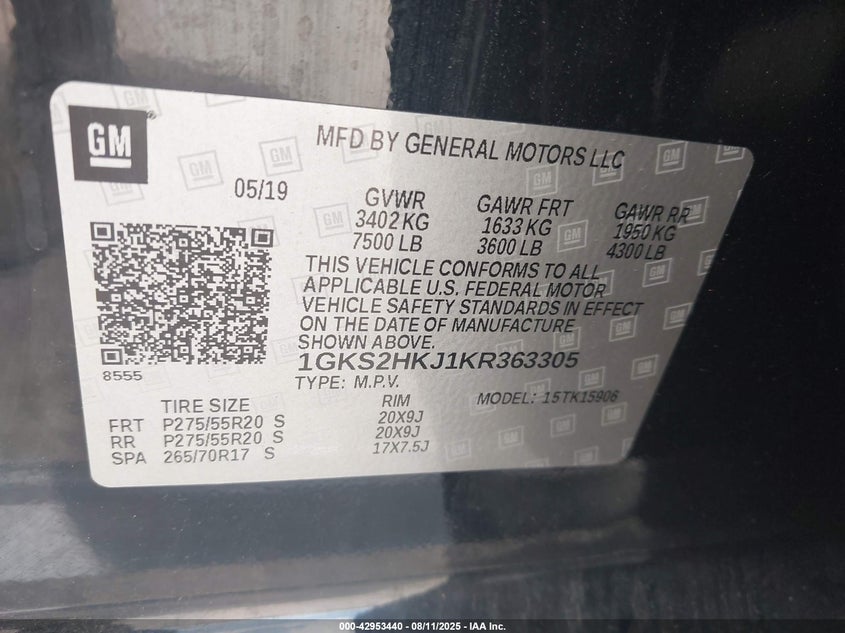 GM
MFD BY GENERAL MOTORS LLC
05/19
GVWR GAWR FRT GAWR RR
3402 KG 1633 KG 1950 KG
7500 LB 3600 LB 4300 LB
THIS VEHICLE CONFORMS TO ALL
APPLICABLE U.S. FEDERAL MOTOR
VEHICLE SAFETY STANDARDS IN EFFECT
ON THE DATE OF MANUFACTURE
SHOWN ABOVE.
1GKS2HKJ1KR363305
8555
TYPE: M.P.V. MODEL: 15TK15906
TIRE SIZE RIM
FRT P275/55R20 S 20X9J
RR P275/55R20 S 20X9J
SPA 265/70R17 S 17X7.5J
000-42953440 - 08/11/2025 - IAA Inc.